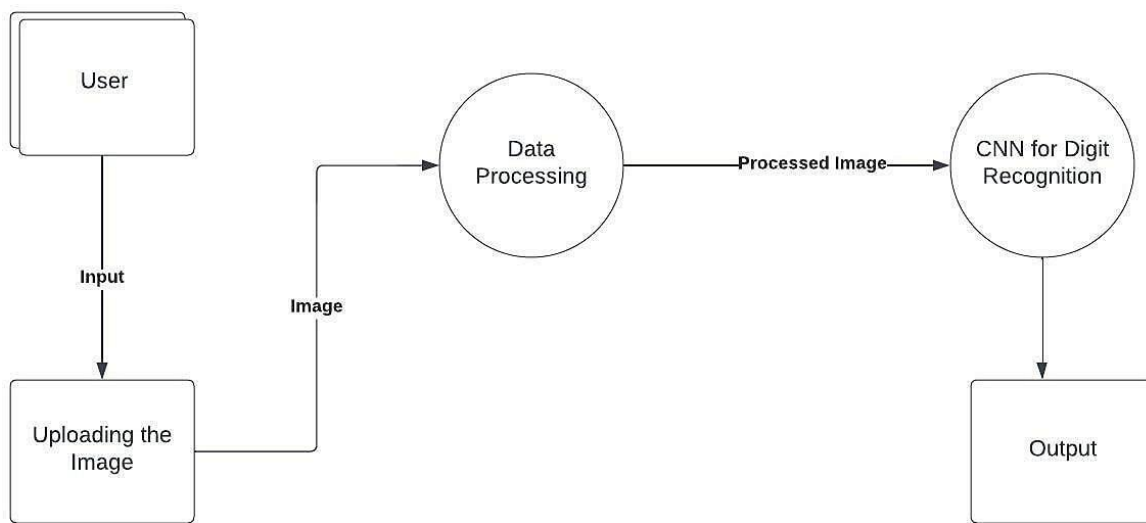 User
Input
Uploading the
Image
Image
Data
Processing
Processed Image
CNN for Digit
Recognition
Output